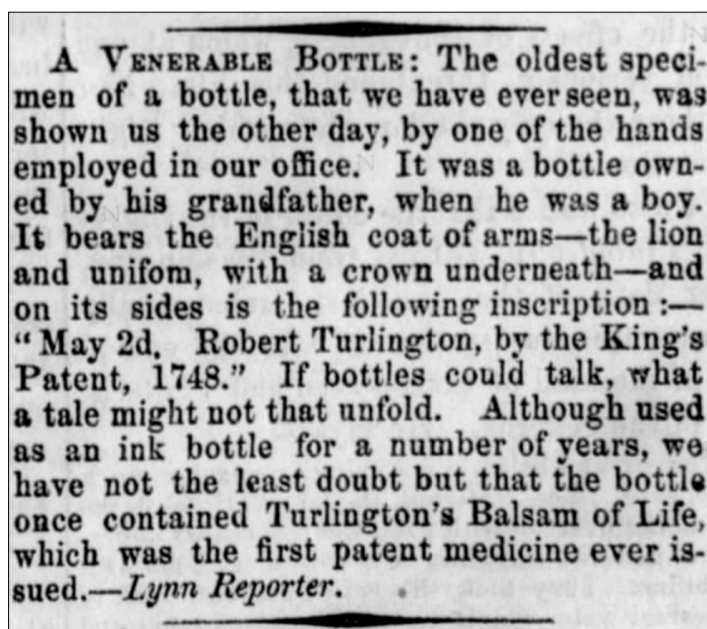 A VENERABLE BOTTLE: The oldest speci-
men of a bottle, that we have ever seen, was
shown us the other day, by one of the hands
employed in our office. It was a bottle own-
ed by his grandfather, when he was a boy.
It bears the English coat of arms—the lion
and unifom, with a crown underneath—and
on its sides is the following inscription:—
"May 2d. Robert Turlington, by the King's
Patent, 1748." If bottles could talk, what
a tale might not that unfold. Although used
as an ink bottle for a number of years, we
have not the least doubt but that the bottle
once contained Turlington's Balsam of Life,
which was the first patent medicine ever is-
sued.—Lynn Reporter.